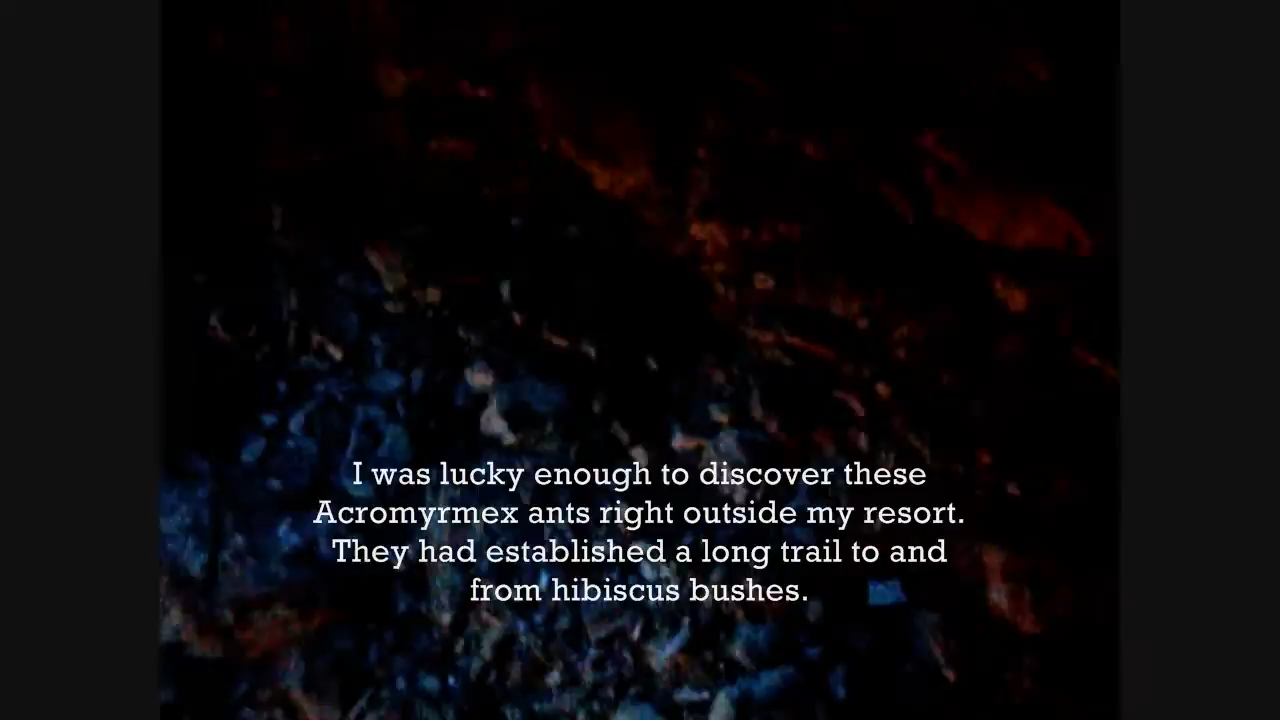 I was lucky enough to discover these
Acromyrmex ants right outside my resort.
They had established a long trail to and
from hibiscus bushes.